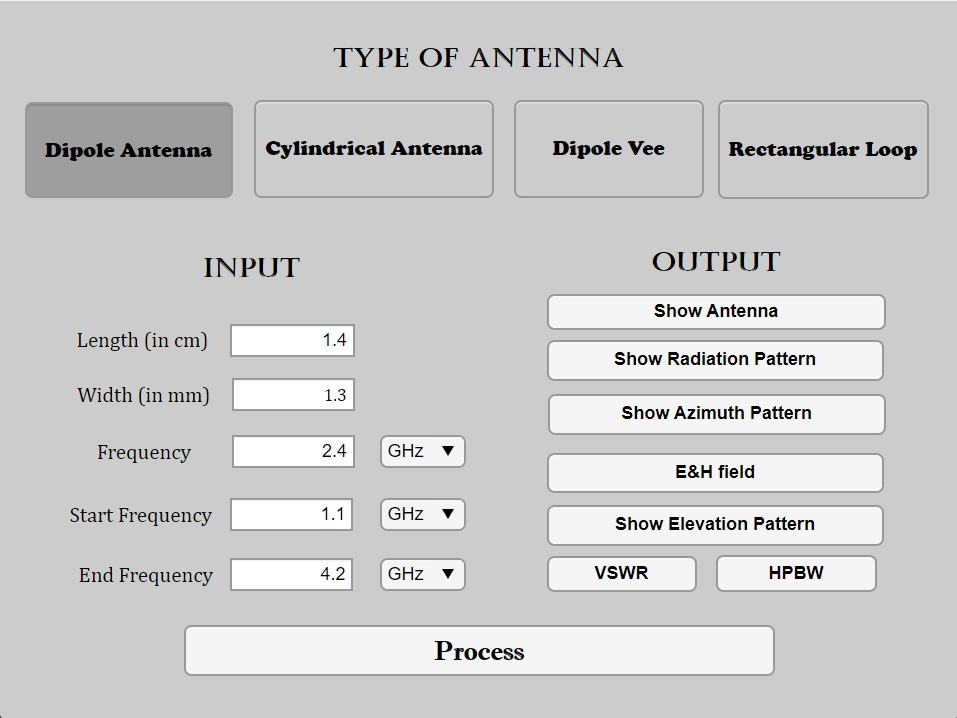 TYPE OF ANTENNA
Dipole Antenna
Cylindrical Antenna
Dipole Vee
Rectangular Loop
INPUT
Length (in cm) 1.4
Width (in mm) 1.3
Frequency 2.4 GHz
Start Frequency 1.1 GHz
End Frequency 4.2 GHz
OUTPUT
Show Antenna
Show Radiation Pattern
Show Azimuth Pattern
E&H field
Show Elevation Pattern
VSWR
HPBW
Process